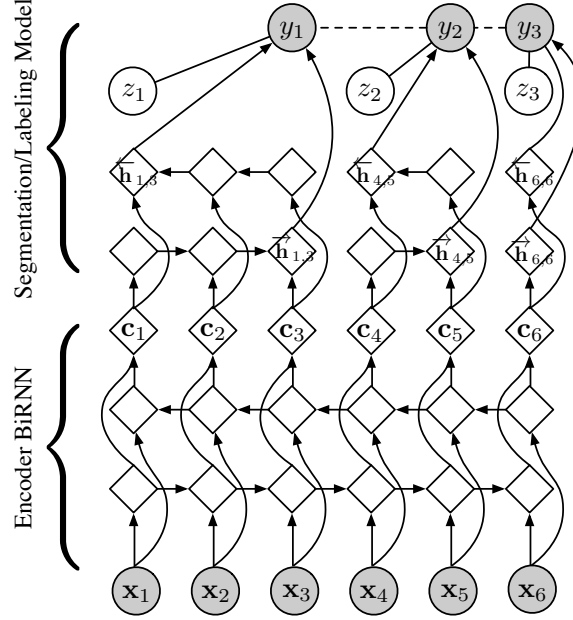 y₁ y₂ y₃
z₁ z₂ z₃
Segmentation/Labeling Model
←h₁,₃ ←h₄,₅ ←h₆,₆
→h₁,₃ →h₄,₅ →h₆,₆
c₁ c₂ c₃ c₄ c₅ c₆
Encoder BiRNN
x₁ x₂ x₃ x₄ x₅ x₆